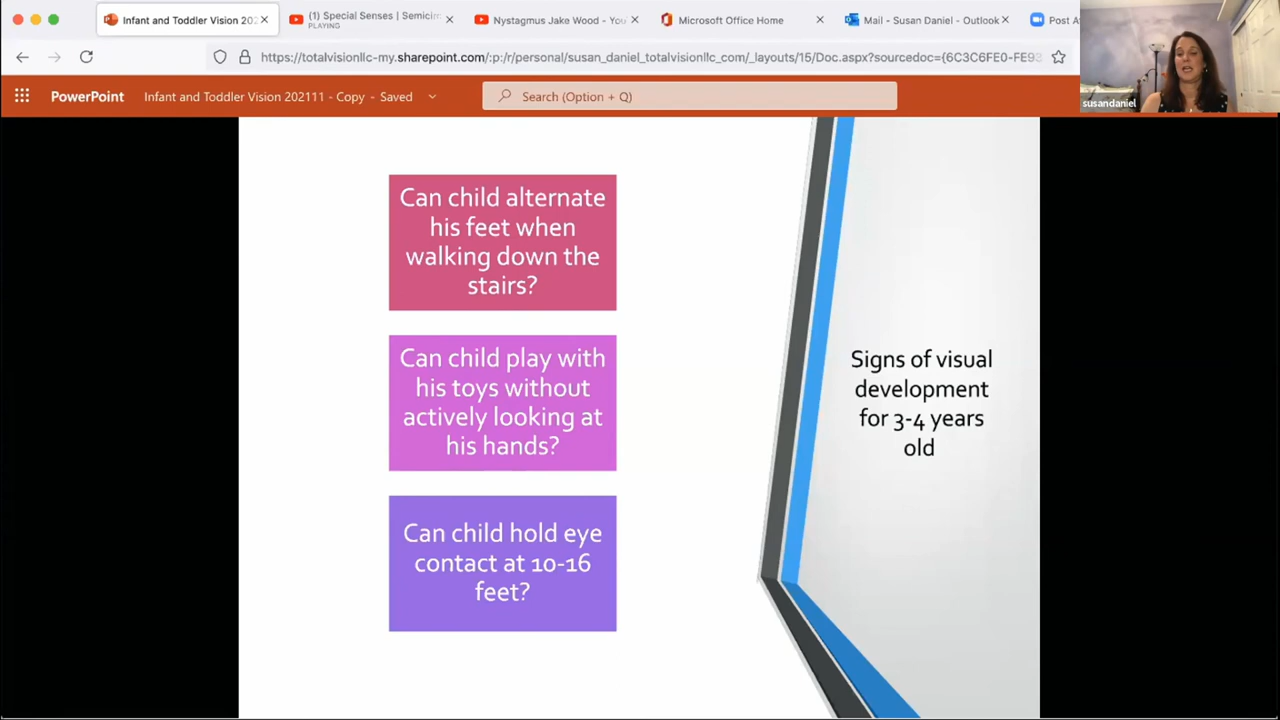 Infant and Toddler Vision 202
(1) Special Senses | Semicir
PLAYING
Nystagmus Jake Wood - You
Microsoft Office Home
Mail - Susan Daniel - Outlook
Post A
https://totalvisionllc-my.sharepoint.com/:p:/r/personal/susan_daniel_totalvisionllc_com/_layouts/15/Doc.aspx?sourcedoc={6C3C6FE0-FE93
susandaniel
PowerPoint
Infant and Toddler Vision 202111 - Copy - Saved
Search (Option + Q)
Can child alternate
his feet when
walking down the
stairs?
Can child play with
his toys without
actively looking at
his hands?
Can child hold eye
contact at 10-16
feet?
Signs of visual
development
for 3-4 years
old